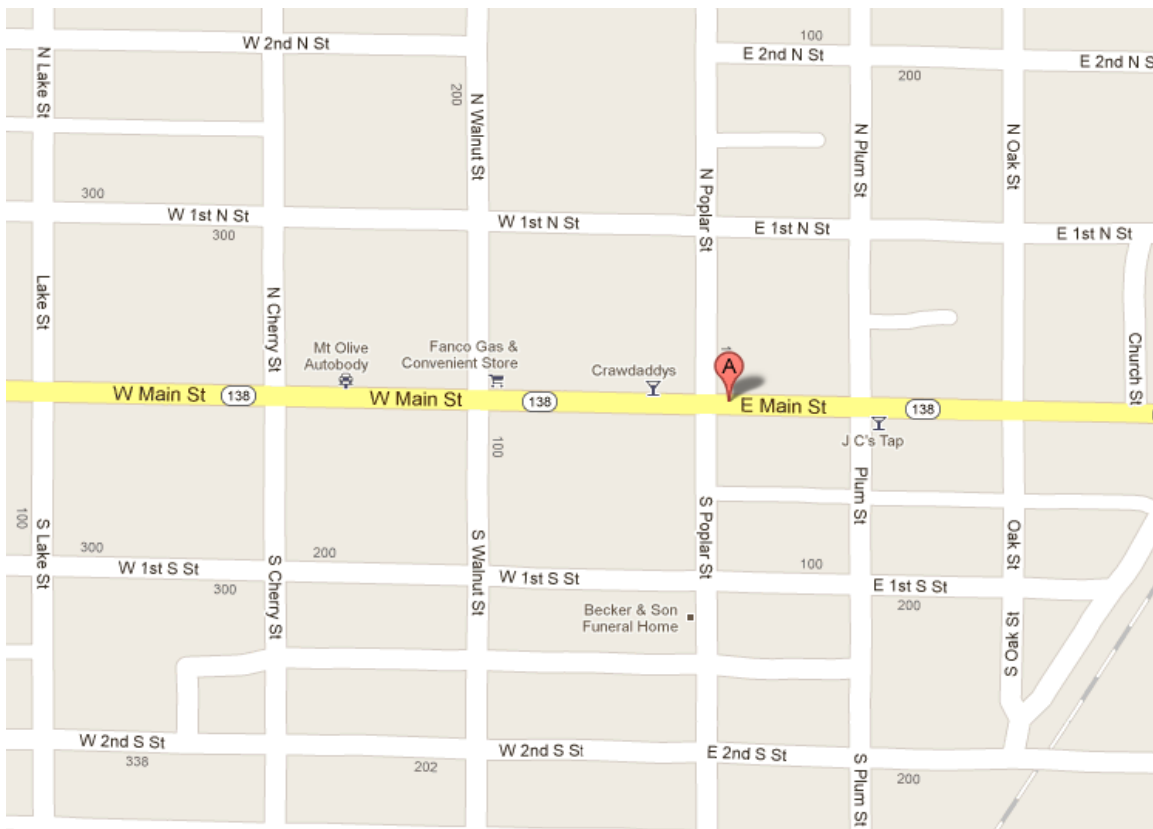 100
W 2nd N St
E 2nd N St
E 2nd N S
N Lake St
200
200
N Walnut St
N Plum St
N Oak St
300
N Poplar St
W 1st N St
W 1st N St
E 1st N St
E 1st N St
300
Lake St
N Cherry St
Church St
Mt Olive
Autobody
Fanco Gas &
Convenient Store
Crawdaddys
A
W Main St
138
W Main St
138
E Main St
138
J C's Tap
100
Plum St
S Poplar St
100
S Lake St
Oak St
300
200
S Walnut St
S Cherry St
W 1st S St
W 1st S St
100
E 1st S St
300
200
Becker & Son
Funeral Home
S Oak St
W 2nd S St
W 2nd S St
E 2nd S St
338
202
200
S Plum St